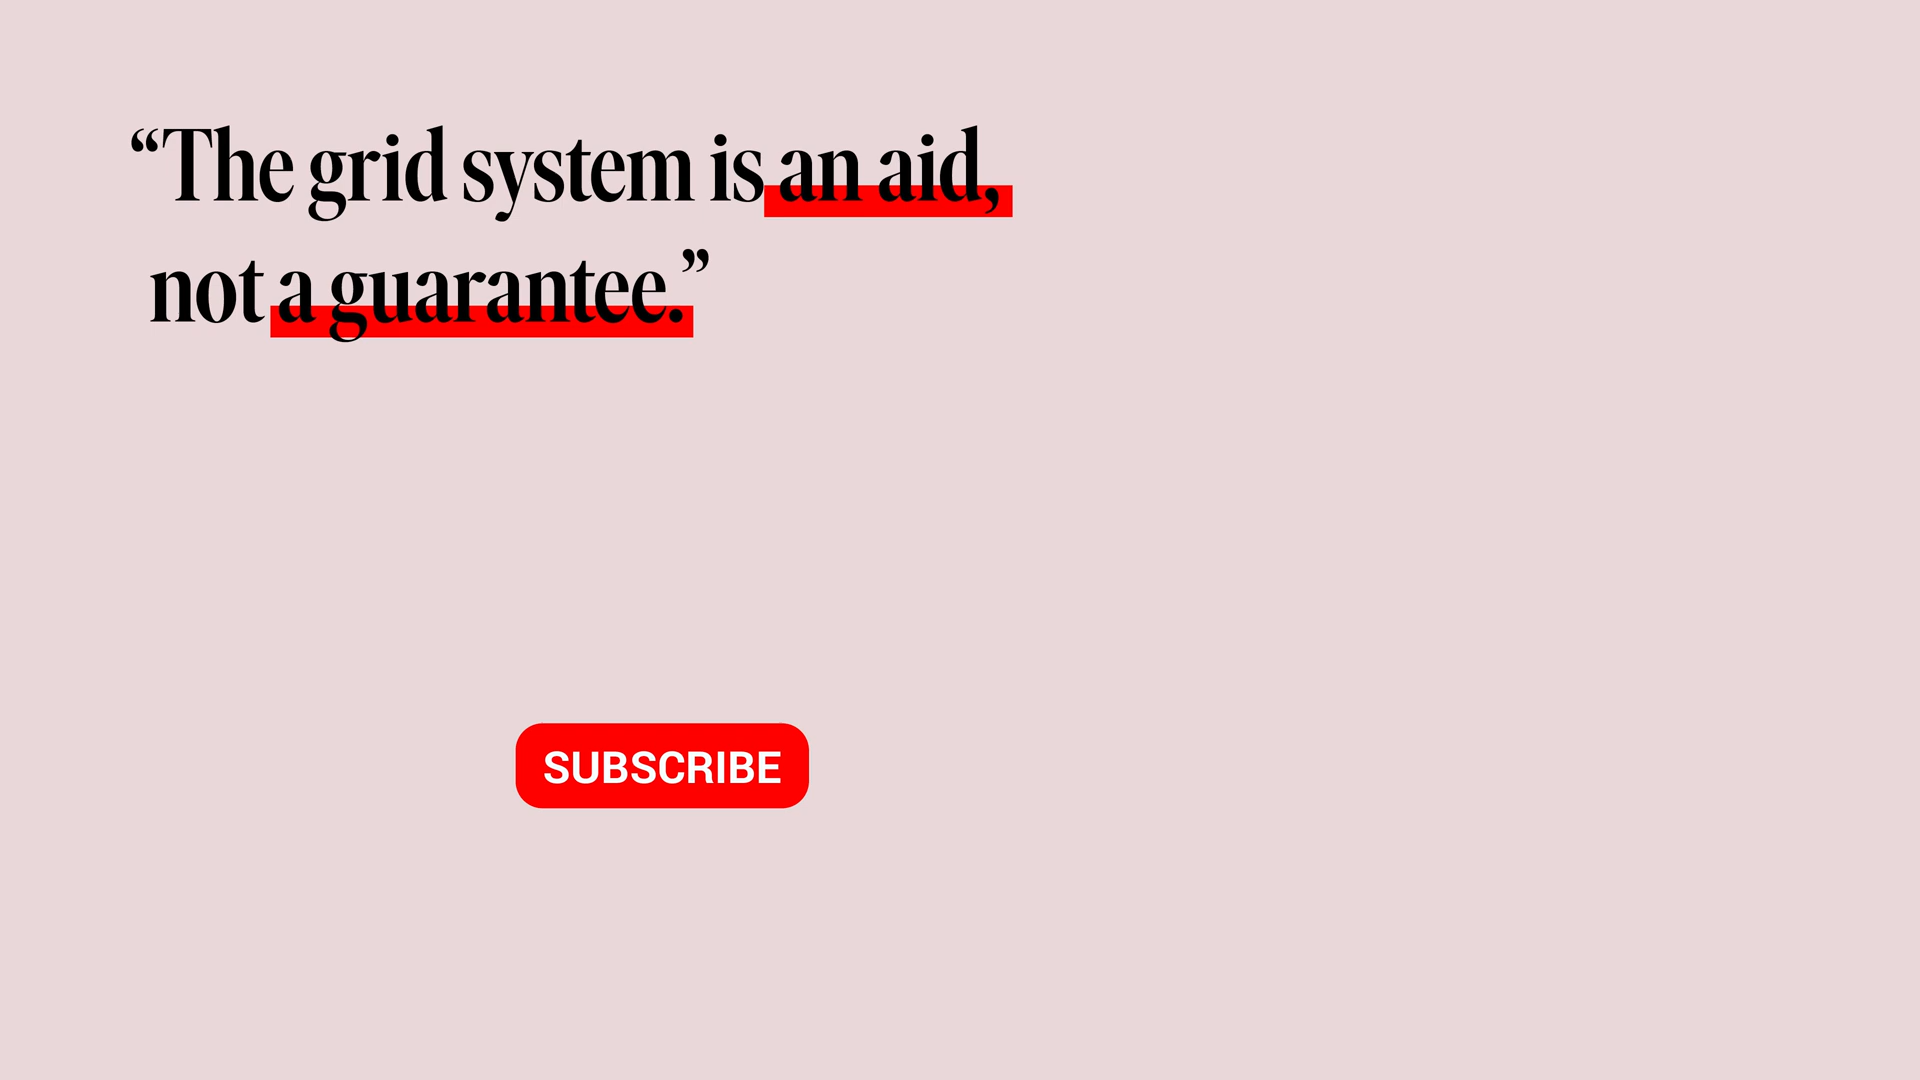 “The grid system is an aid,
not a guarantee.”
SUBSCRIBE